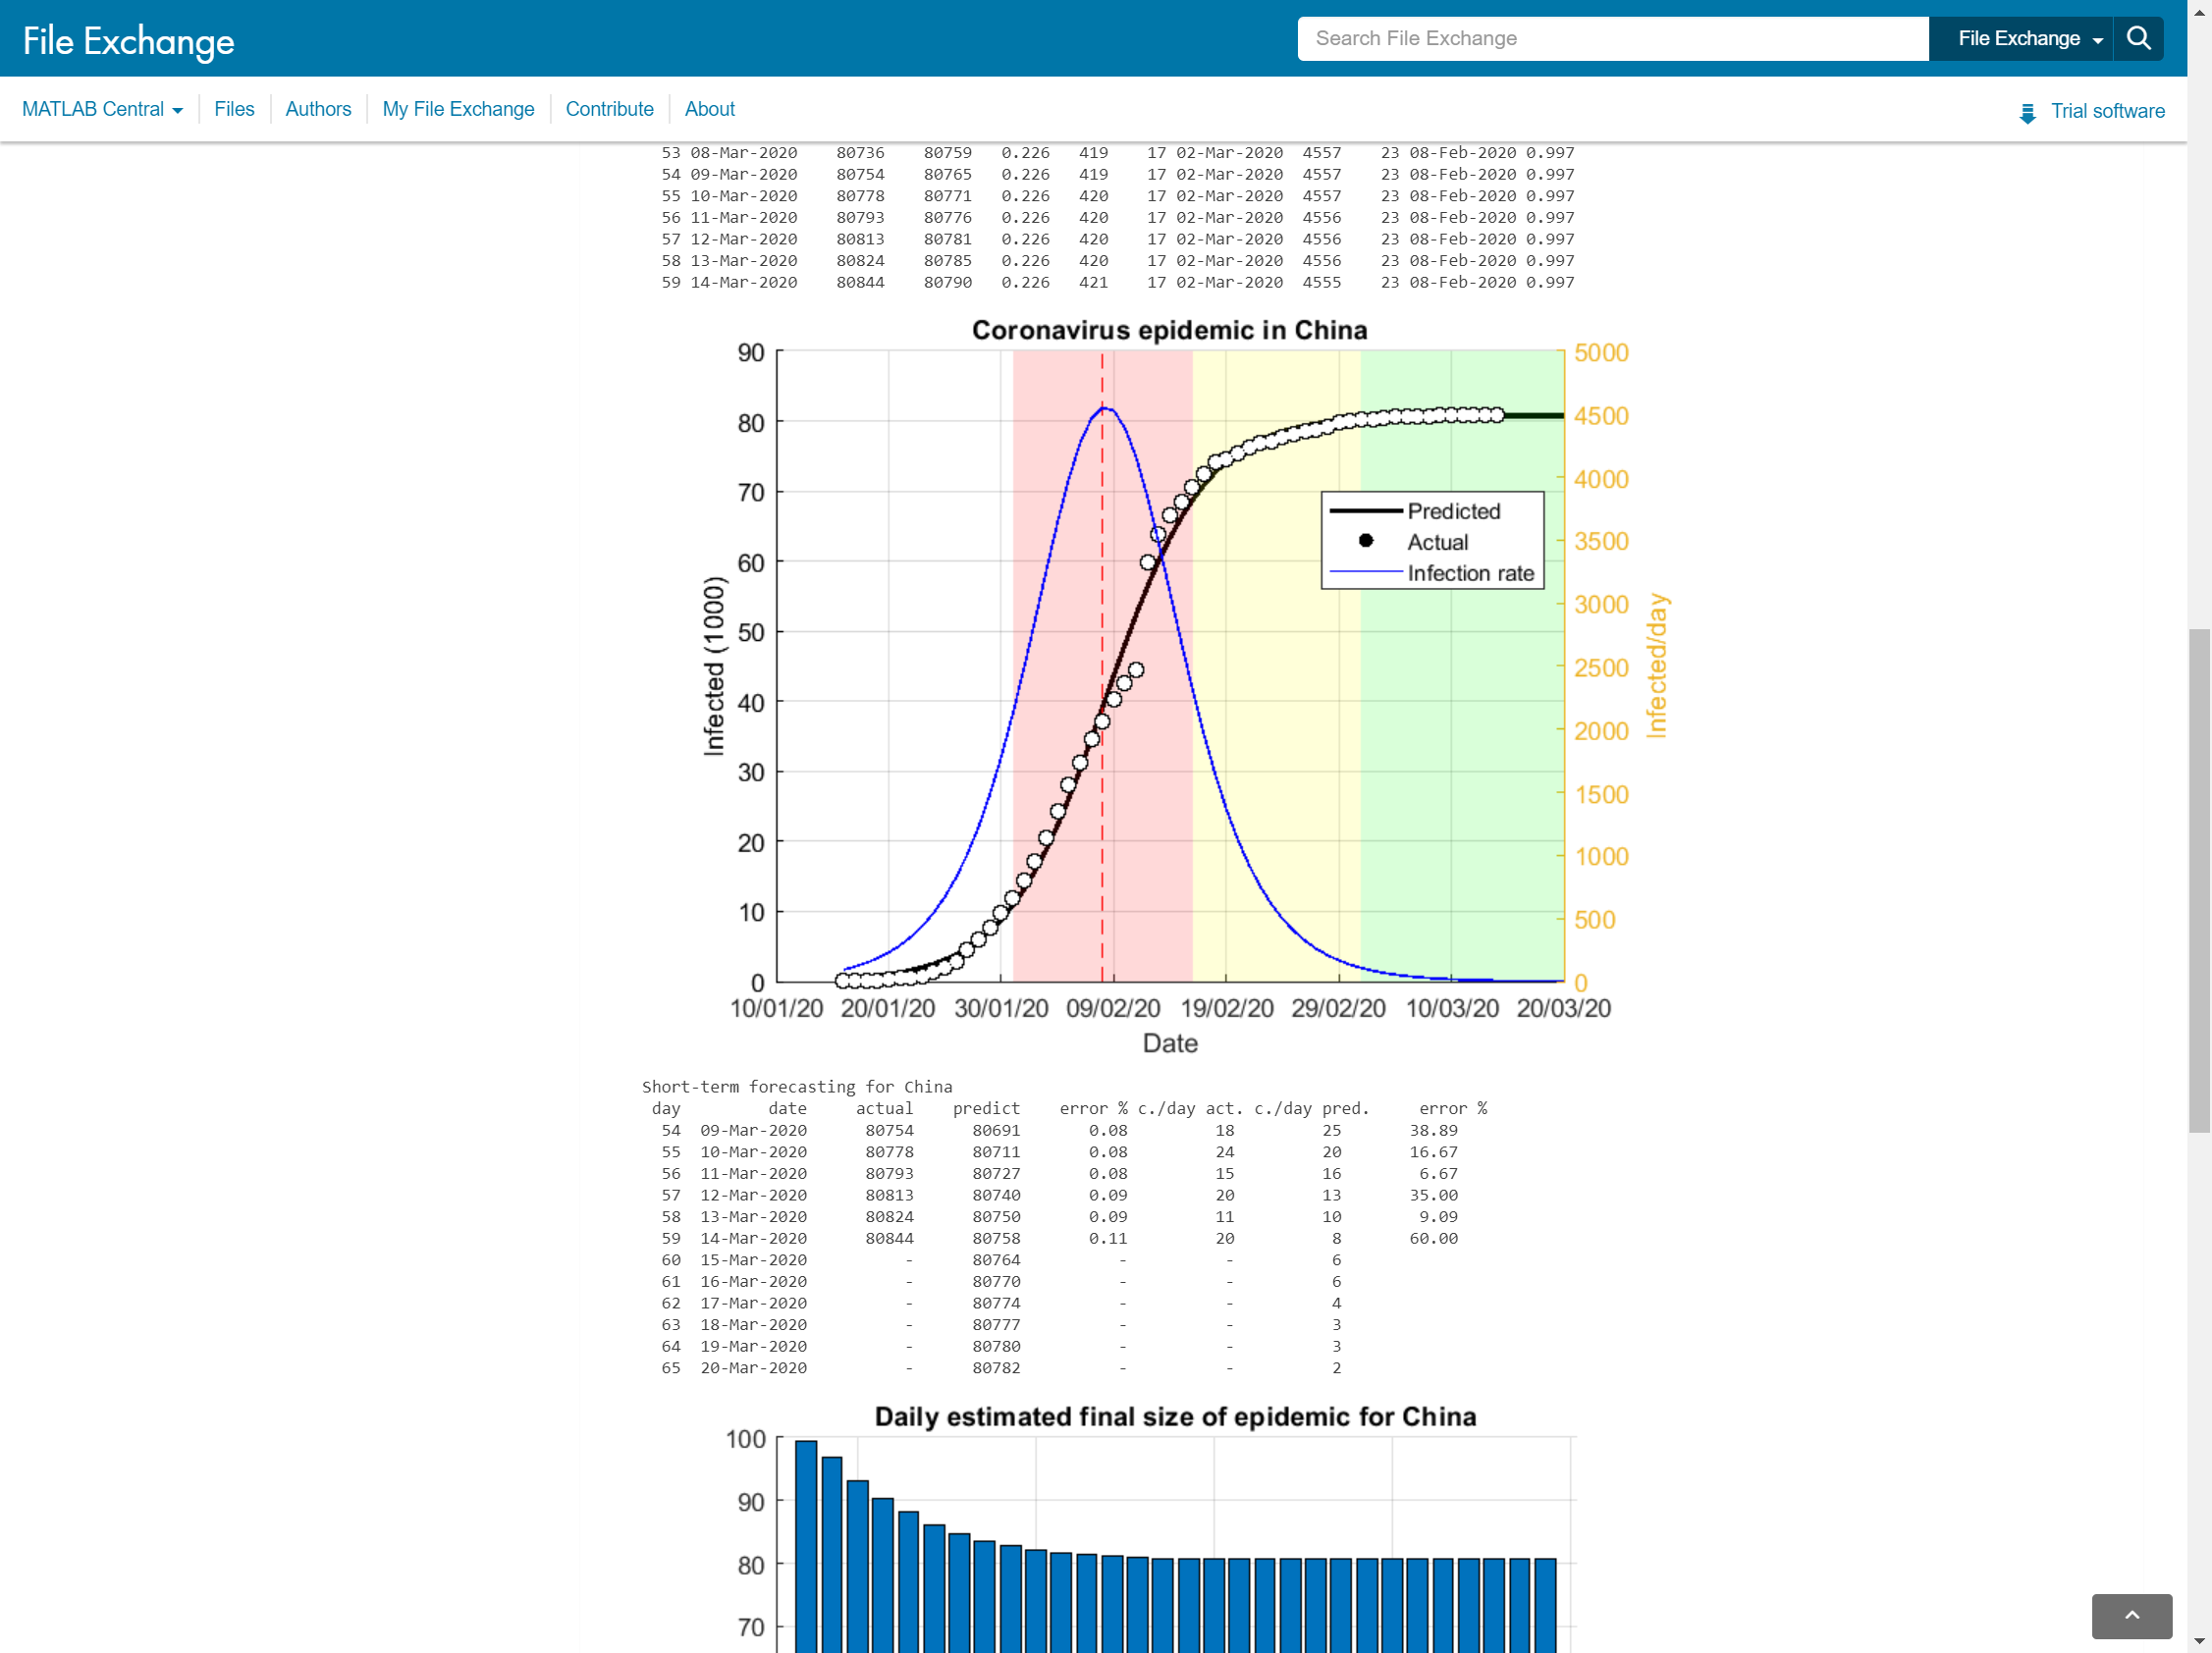 File Exchange
Search File Exchange
File Exchange
MATLAB Central
Files
Authors
My File Exchange
Contribute
About
Trial software
53 08-Mar-2020 80736 80759 0.226 419 17 02-Mar-2020 4557 23 08-Feb-2020 0.997
54 09-Mar-2020 80754 80765 0.226 419 17 02-Mar-2020 4557 23 08-Feb-2020 0.997
55 10-Mar-2020 80778 80771 0.226 420 17 02-Mar-2020 4557 23 08-Feb-2020 0.997
56 11-Mar-2020 80793 80776 0.226 420 17 02-Mar-2020 4556 23 08-Feb-2020 0.997
57 12-Mar-2020 80813 80781 0.226 420 17 02-Mar-2020 4556 23 08-Feb-2020 0.997
58 13-Mar-2020 80824 80785 0.226 420 17 02-Mar-2020 4556 23 08-Feb-2020 0.997
59 14-Mar-2020 80844 80790 0.226 421 17 02-Mar-2020 4555 23 08-Feb-2020 0.997
Coronavirus epidemic in China
90
80
70
60
50
40
30
20
10
0
Infected (1000)
5000
4500
4000
3500
3000
2500
2000
1500
1000
500
0
Infected/day
Predicted
Actual
Infection rate
10/01/20 20/01/20 30/01/20 09/02/20 19/02/20 29/02/20 10/03/20 20/03/20
Date
Short-term forecasting for China
day date actual predict error % c./day act. c./day pred. error %
54 09-Mar-2020 80754 80691 0.08 18 25 38.89
55 10-Mar-2020 80778 80711 0.08 24 20 16.67
56 11-Mar-2020 80793 80727 0.08 15 16 6.67
57 12-Mar-2020 80813 80740 0.09 20 13 35.00
58 13-Mar-2020 80824 80750 0.09 11 10 9.09
59 14-Mar-2020 80844 80758 0.11 20 8 60.00
60 15-Mar-2020 - 80764 - - 6
61 16-Mar-2020 - 80770 - - 6
62 17-Mar-2020 - 80774 - - 4
63 18-Mar-2020 - 80777 - - 3
64 19-Mar-2020 - 80780 - - 3
65 20-Mar-2020 - 80782 - - 2
Daily estimated final size of epidemic for China
100
90
80
70